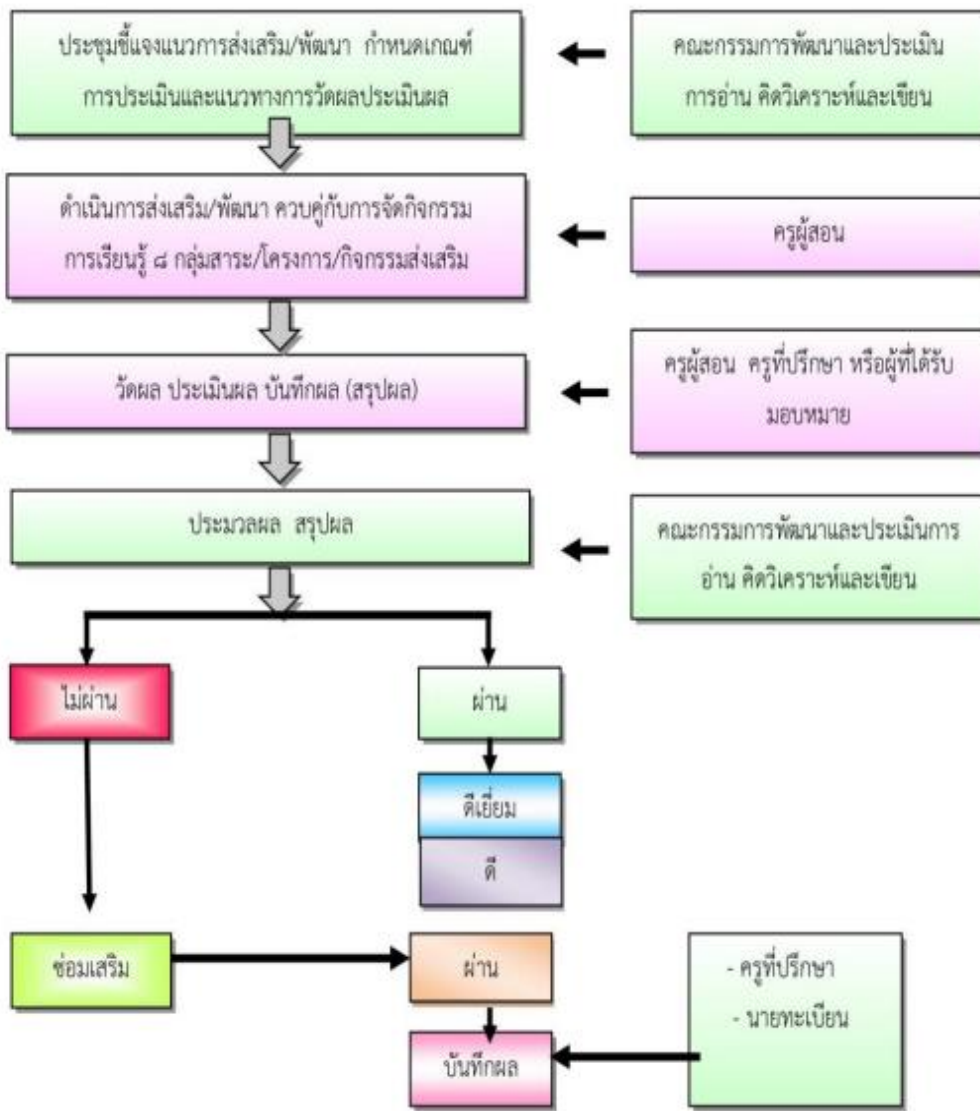 ประชุมชี้แจงแนวการส่งเสริม/พัฒนา กำหนดเกณฑ์
การประเมินและแนวทางการวัดผลประเมินผล
คณะกรรมการพัฒนาและประเมิน
การอ่าน คิดวิเคราะห์และเขียน
ดำเนินการส่งเสริม/พัฒนา ควบคู่กับการจัดกิจกรรม
การเรียนรู้ ๘ กลุ่มสาระ/โครงการ/กิจกรรมส่งเสริม
ครูผู้สอน
วัดผล ประเมินผล บันทึกผล (สรุปผล)
ครูผู้สอน ครูที่ปรึกษา หรือผู้ที่ได้รับ
มอบหมาย
ประมวลผล สรุปผล
คณะกรรมการพัฒนาและประเมินการ
อ่าน คิดวิเคราะห์และเขียน
ไม่ผ่าน
ผ่าน
ดีเยี่ยม
ดี
ซ่อมเสริม
ผ่าน
- ครูที่ปรึกษา
- นายทะเบียน
บันทึกผล